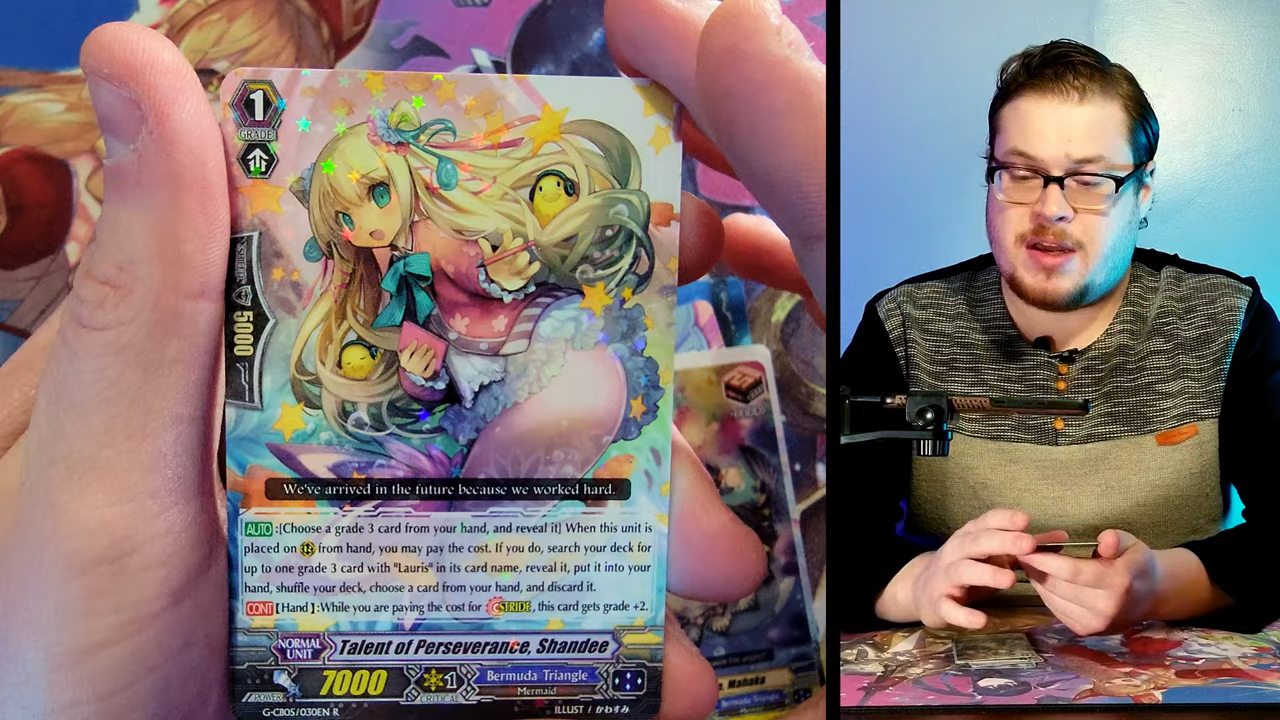 1
GRADE
SHIELD
5000
We've arrived in the future because we worked hard.
AUTO:[Choose a grade 3 card from your hand, and reveal it] When this unit is
placed on from hand, you may pay the cost. If you do, search your deck for
up to one grade 3 card with "Lauris" in its card name, reveal it, put it into your
hand, shuffle your deck, choose a card from your hand, and discard it.
CONT [Hand]:While you are paying the cost for STRIDE, this card gets grade +2.
NORMAL
UNIT
Talent of Perseverance, Shandee
POWER
7000
1
CRITICAL
Bermuda Triangle
Mermaid
G-CB05/030EN R
ILLUST / かわすみ
Mahaka
Bermuda Triangle